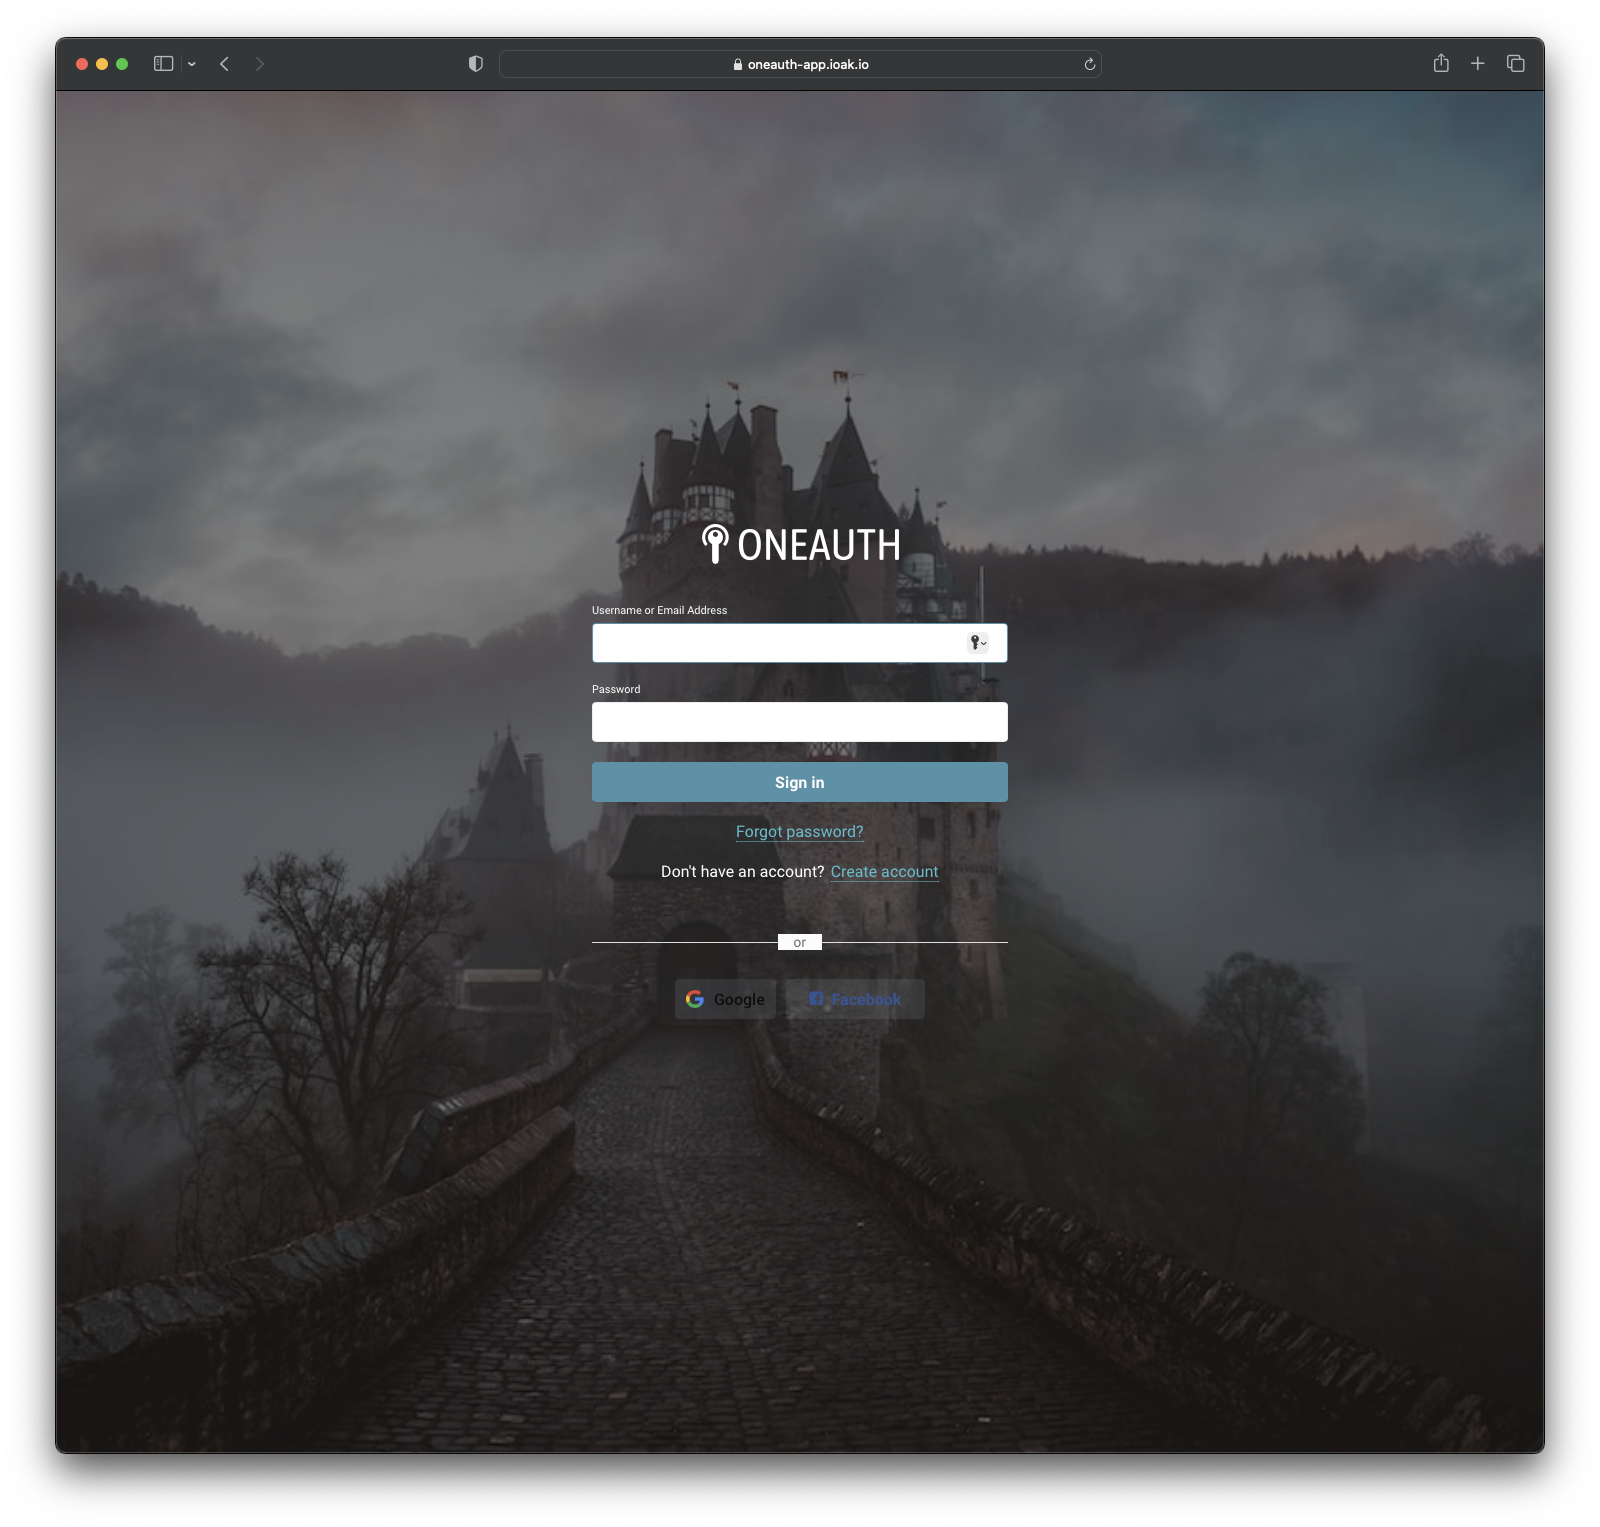 oneauth-app.ioak.io
ONEAUTH
Username or Email Address
Password
Sign in
Forgot password?
Don't have an account? Create account
or
Google
Facebook